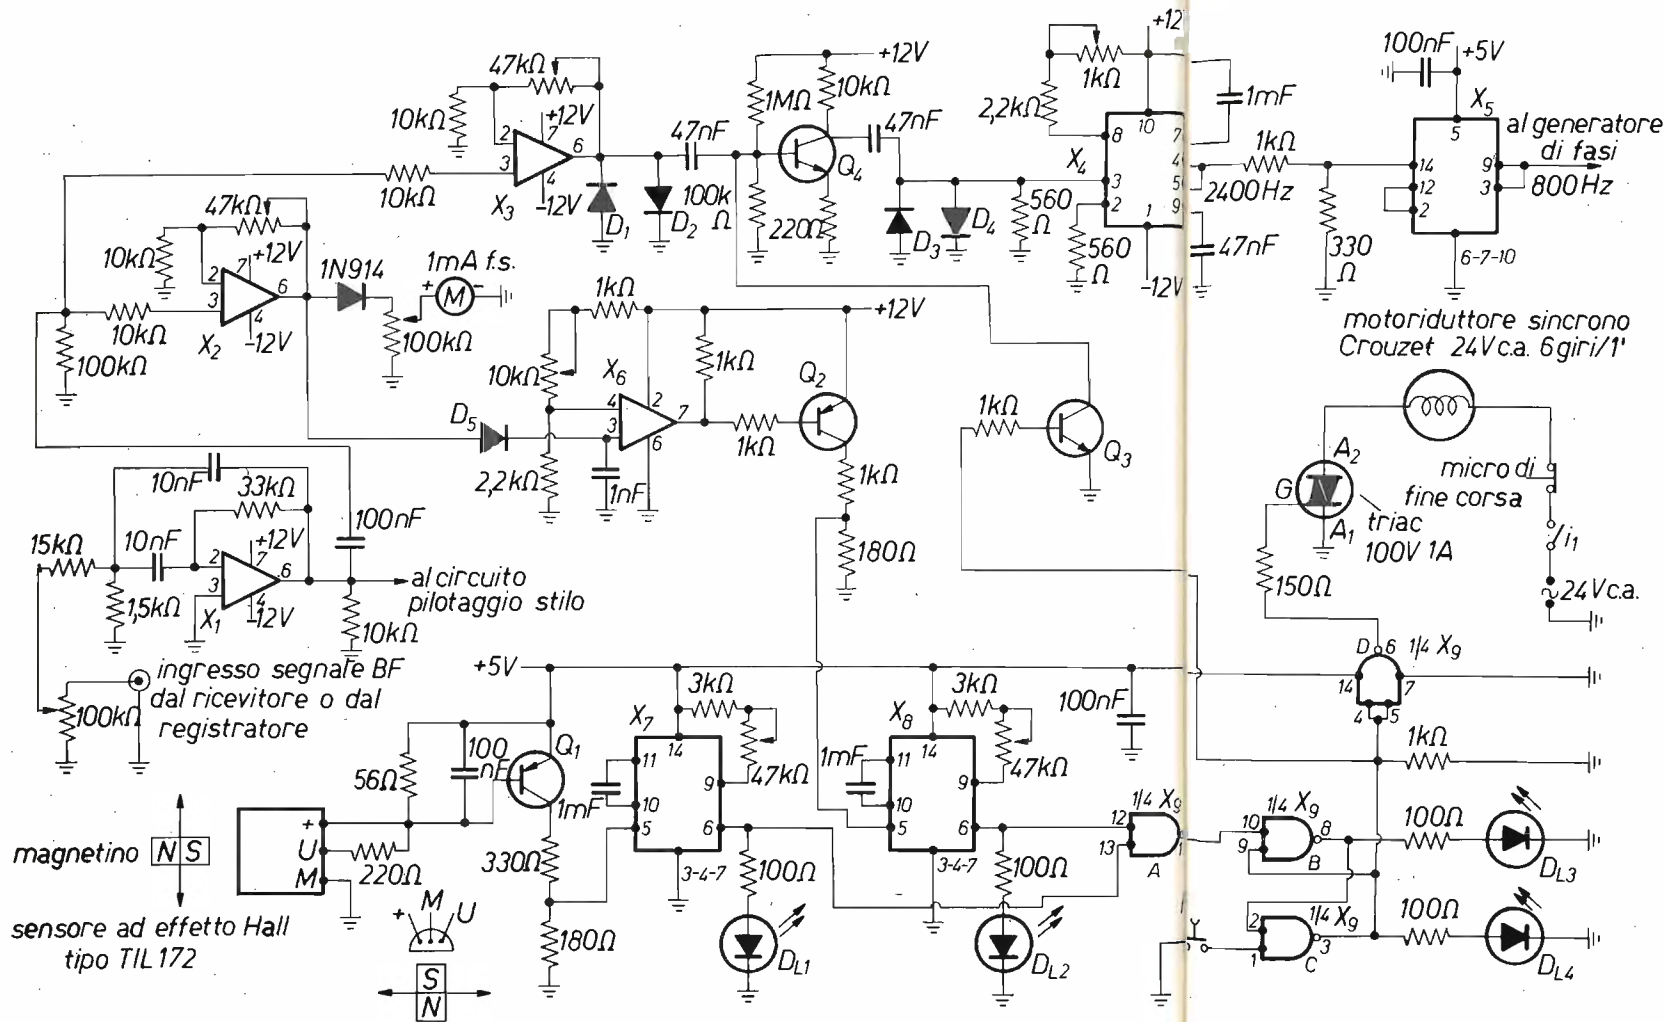 47kΩ
10kΩ
+12V
2
7
6
3
4
-12V
X3
10kΩ
D1
D2
47nF
1MΩ
10kΩ
+12V
100k
Ω
220Ω
Q4
47nF
D3
D4
560
Ω
560
Ω
+12
1kΩ
2,2kΩ
8
10
7
X4
4
3
5
2
1
9
-12V
1mF
1kΩ
2400Hz
330
Ω
47nF
100nF
+5V
X5
5
14
12
2
9
3
6-7-10
al generatore
di fasi
800Hz
47kΩ
10kΩ
+12V
2
7
6
3
4
-12V
X2
10kΩ
100kΩ
1N914
1mA f.s.
+
M
-
100kΩ
1kΩ
+12V
10kΩ
X6
4
2
7
3
6
D5
2,2kΩ
1nF
1kΩ
1kΩ
Q2
1kΩ
180Ω
1kΩ
Q3
motoriduttore sincrono
Crouzet 24V c.a. 6giri/1'
A2
G
A1
triac
100V 1A
micro di
fine corsa
i1
24Vc.a.
150Ω
10nF
33kΩ
15kΩ
10nF
1,5kΩ
+12V
2
7
6
3
4
-12V
X1
100nF
10kΩ
al circuito
pilotaggio stilo
ingresso segnale BF
dal ricevitore o dal
registratore
100kΩ
+5V
56Ω
100
nF
Q1
330Ω
180Ω
+
U
M
220Ω
magnetino
N S
sensore ad effetto Hall
tipo TIL172
+ M U
S
N
3kΩ
X7
14
11
9
47kΩ
1mF
10
5
6
3-4-7
100Ω
DL1
3kΩ
X8
14
11
9
47kΩ
1mF
10
5
6
3-4-7
100Ω
DL2
100nF
1/4 X9
12
13
A
1
1/4 X9
10
9
8
B
100Ω
DL3
1/4 X9
2
1
3
C
100Ω
DL4
D
6
1/4 X9
14
7
4
5
1kΩ